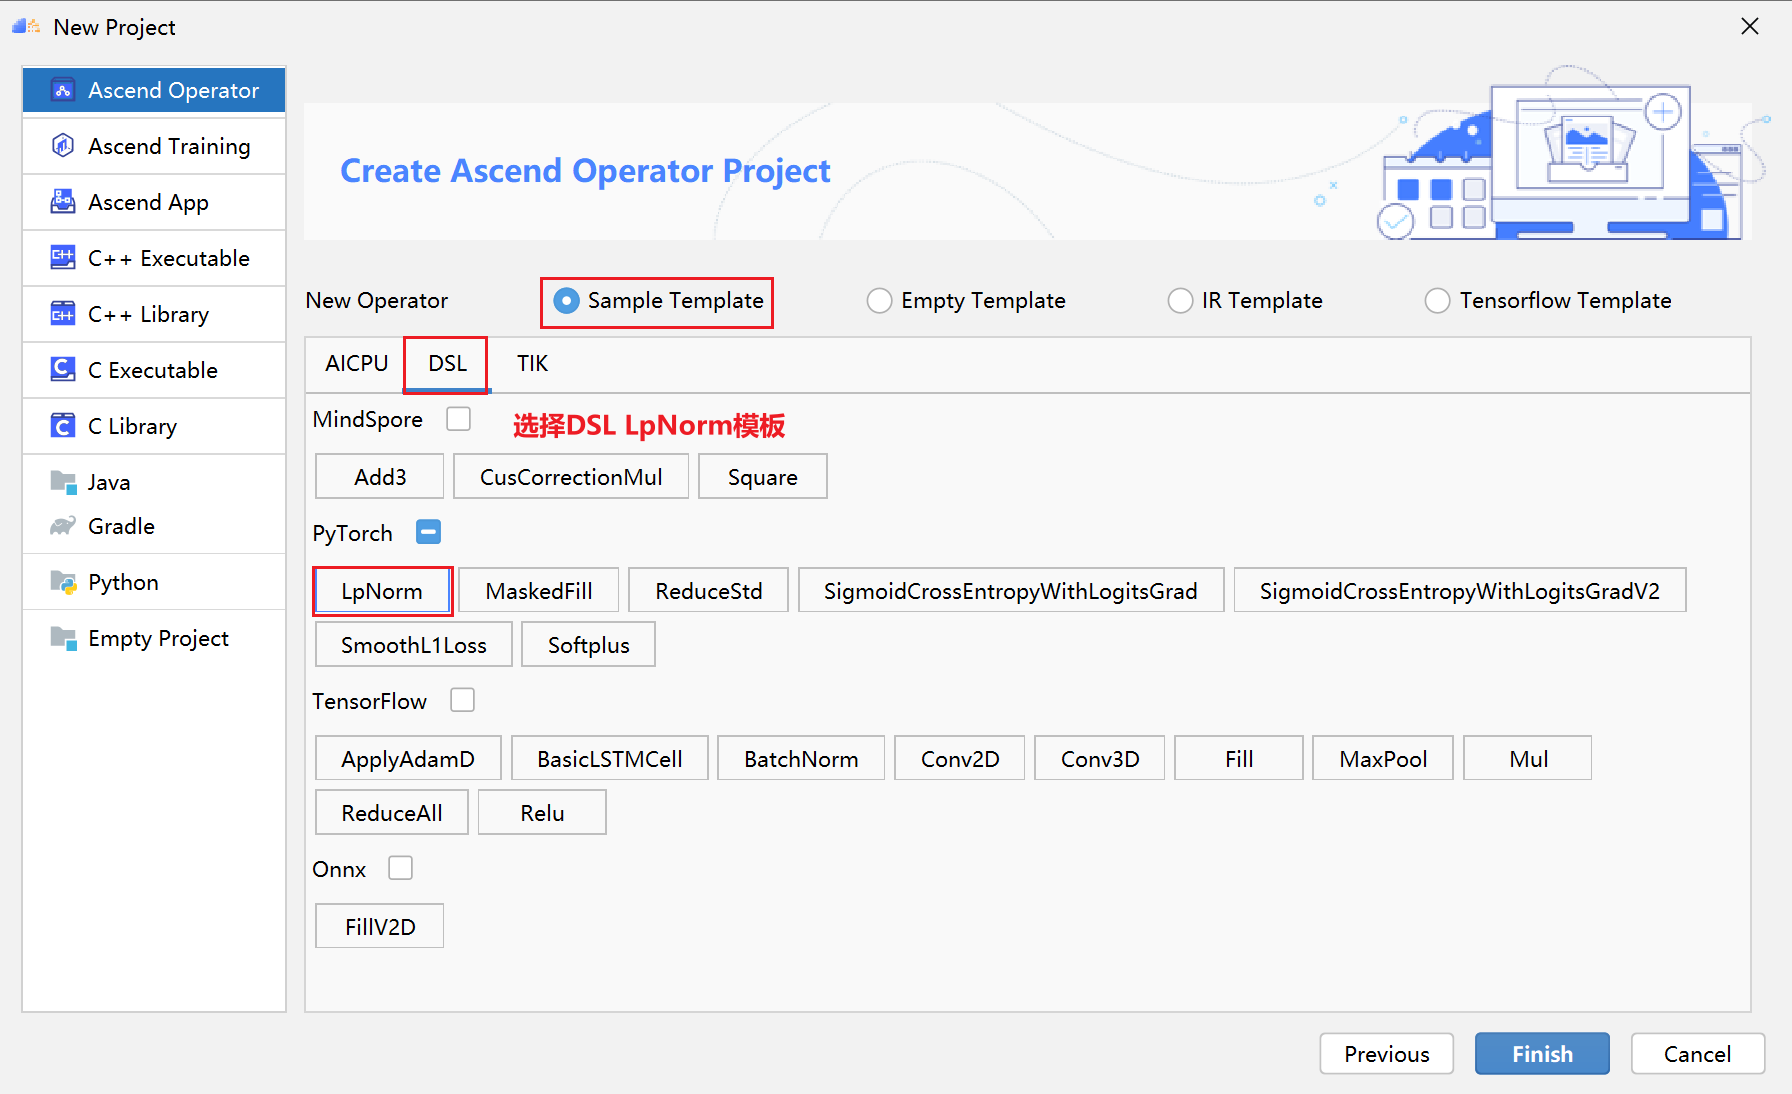 New Project
Ascend Operator
Ascend Training
Ascend App
C++ Executable
C++ Library
C Executable
C Library
Java
Gradle
Python
Empty Project
Create Ascend Operator Project
New Operator Sample Template Empty Template IR Template Tensorflow Template
AICPU DSL TIK
MindSpore 选择DSL LpNorm模板
Add3 CusCorrectionMul Square
PyTorch
LpNorm MaskedFill ReduceStd SigmoidCrossEntropyWithLogitsGrad SigmoidCrossEntropyWithLogitsGradV2
SmoothL1Loss Softplus
TensorFlow
ApplyAdamD BasicLSTMCell BatchNorm Conv2D Conv3D Fill MaxPool Mul
ReduceAll Relu
Onnx
FillV2D
Previous Finish Cancel